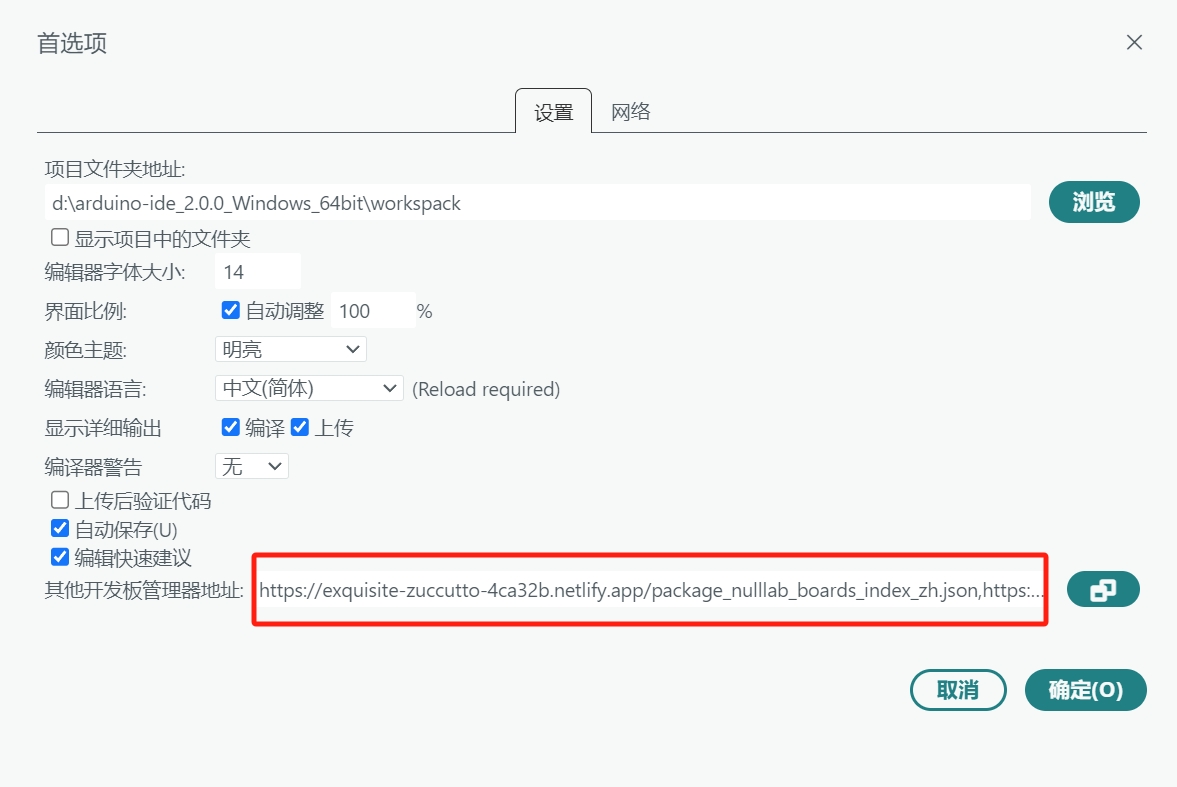 首选项
设置 网络
项目文件夹地址:
d:\arduino-ide_2.0.0_Windows_64bit\workspack 浏览
显示项目中的文件夹
编辑器字体大小: 14
界面比例: 自动调整 100 %
颜色主题: 明亮
编辑器语言: 中文(简体) (Reload required)
显示详细输出 编译 上传
编译器警告 无
上传后验证代码
自动保存(U)
编辑快速建议
其他开发板管理器地址: https://exquisite-zuccutto-4ca32b.netlify.app/package_nulllab_boards_index_zh.json,https:...
取消 确定(O)